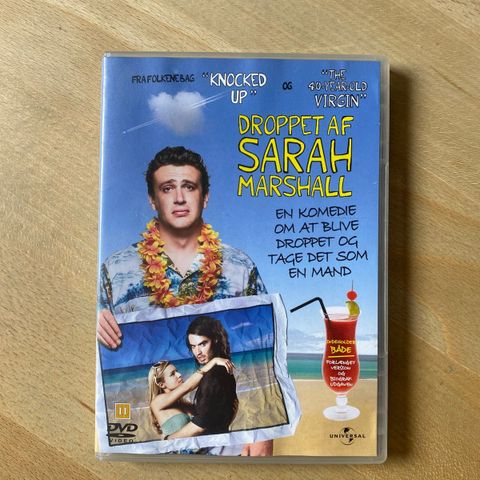 FRA FOLKENE BAG "KNOCKED UP" OG "THE 40-YEAR-OLD VIRGIN"
DROPPET AF
SARAH
MARSHALL
EN KOMEDIE
OM AT BLIVE
DROPPET OG
TAGE DET SOM
EN MAND
INDEHOLDER
BÅDE
FORLÆNGET
VERSION
OG
BIOGRAF-
UDGAVEN
11
DVD
VIDEO
UNIVERSAL